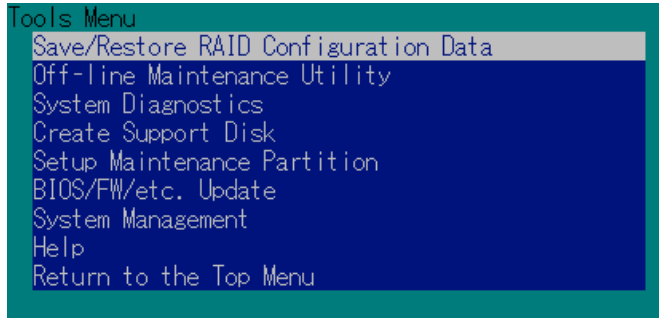 Tools Menu
Save/Restore RAID Configuration Data
Off-line Maintenance Utility
System Diagnostics
Create Support Disk
Setup Maintenance Partition
BIOS/FW/etc. Update
System Management
Help
Return to the Top Menu